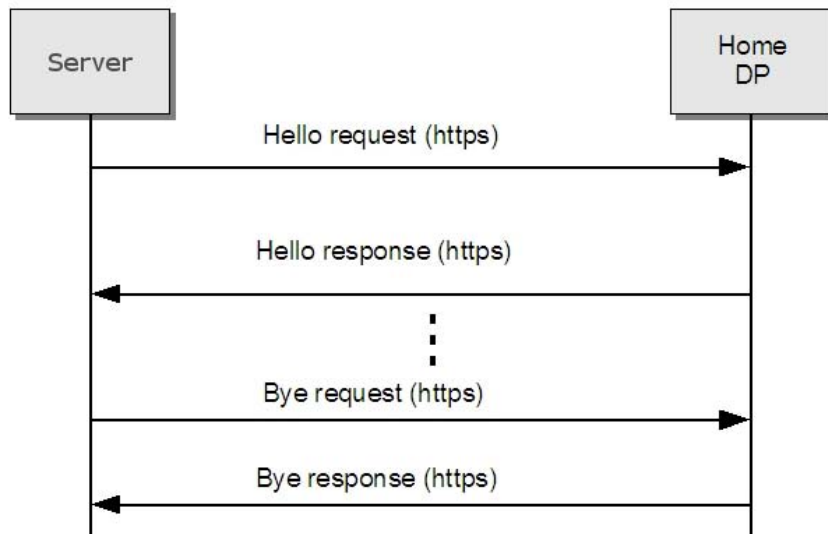 Server
Home
DP
Hello request (https)
Hello response (https)
Bye request (https)
Bye response (https)